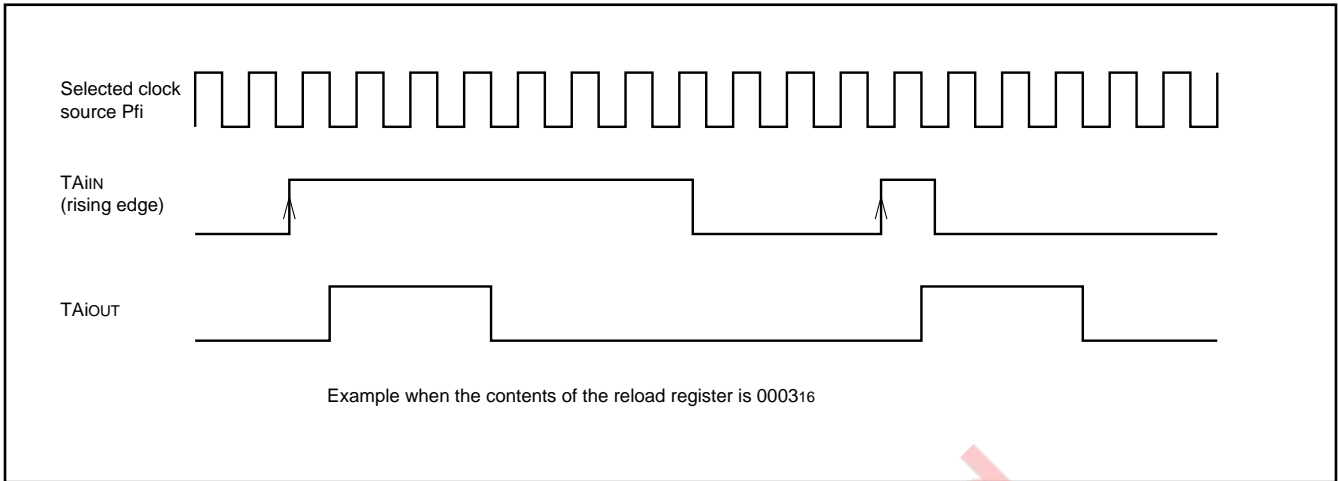 Selected clock
source Pfi
TAiIN
(rising edge)
TAiOUT
Example when the contents of the reload register is 000316